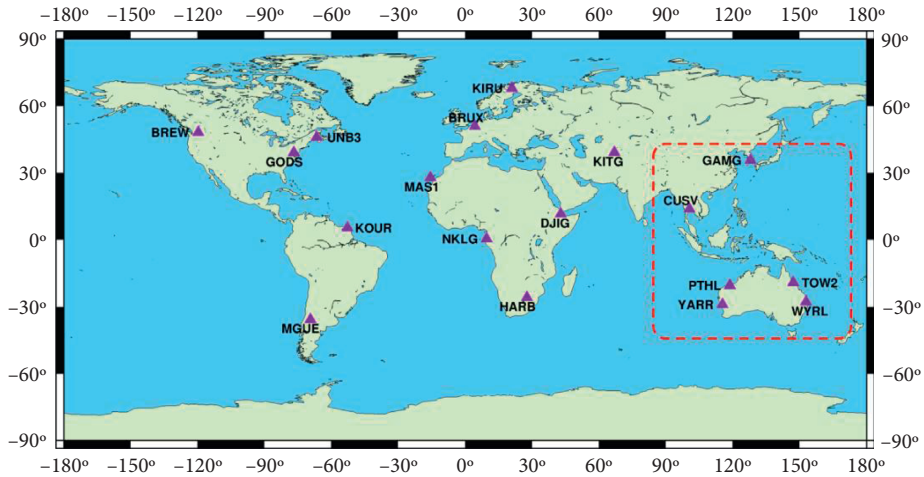 −180º −150º −120º −90º −60º −30º 0º 30º 60º 90º 120º 150º 180º
90º 90º
KIRU
60º 60º
BRUX
BREW UNB3
GODS KITG GAMG
30º 30º
MAS1
CUSV
DJIG
KOUR
0º NKLG 0º
PTHL TOW2
−30º YARR WYRL −30º
HARB
MGUE
−60º −60º
−90º −90º
−180º −150º −120º −90º −60º −30º 0º 30º 60º 90º 120º 150º 180º